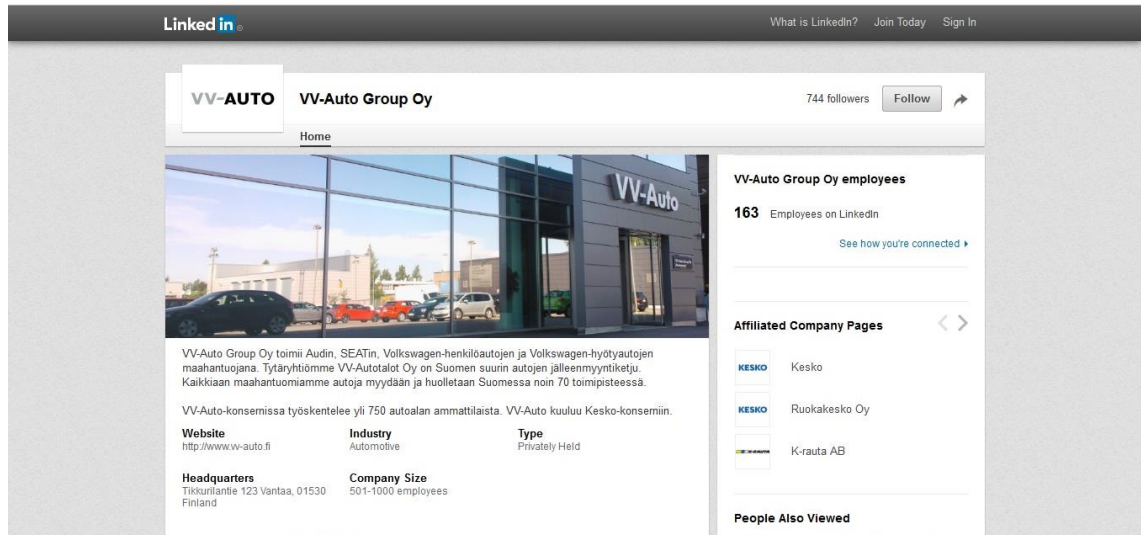 Linked in ®
What is LinkedIn? Join Today Sign In
VV-AUTO
VV-Auto Group Oy
744 followers
Follow
Home
VV-Auto
VV-Auto Group Oy employees
163 Employees on LinkedIn
See how you're connected
Affiliated Company Pages
KESKO Kesko
KESKO Ruokakesko Oy
K-rauta AB
People Also Viewed
VV-Auto Group Oy toimii Audin, SEATin, Volkswagen-henkilöautojen ja Volkswagen-hyötyautojen
maahantuojana. Tytäryhtiömme VV-Autotalot Oy on Suomen suurin autojen jälleenmyyntiketju.
Kaikkiaan maahantuomiamme autoja myydään ja huolletaan Suomessa noin 70 toimipisteessä.
VV-Auto-konsernissa työskentelee yli 750 autoalan ammattilaista. VV-Auto kuuluu Kesko-konserniin.
Website
http://www.vv-auto.fi
Industry
Automotive
Type
Privately Held
Headquarters
Tikkurilantie 123 Vantaa, 01530
Finland
Company Size
501-1000 employees